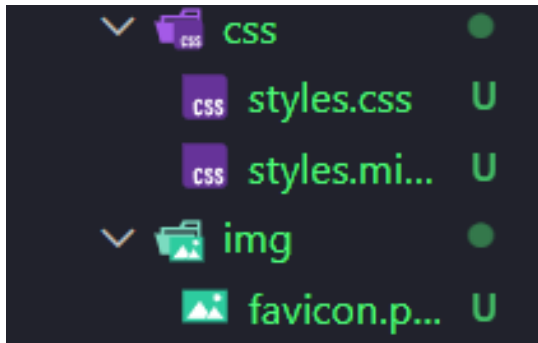 css
styles.css U
styles.mi... U
img
favicon.p... U